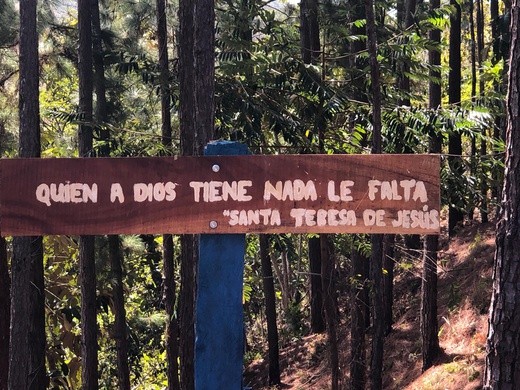 QUIEN A DIOS TIENE NADA LE FALTA
"SANTA TERESA DE JESÚS